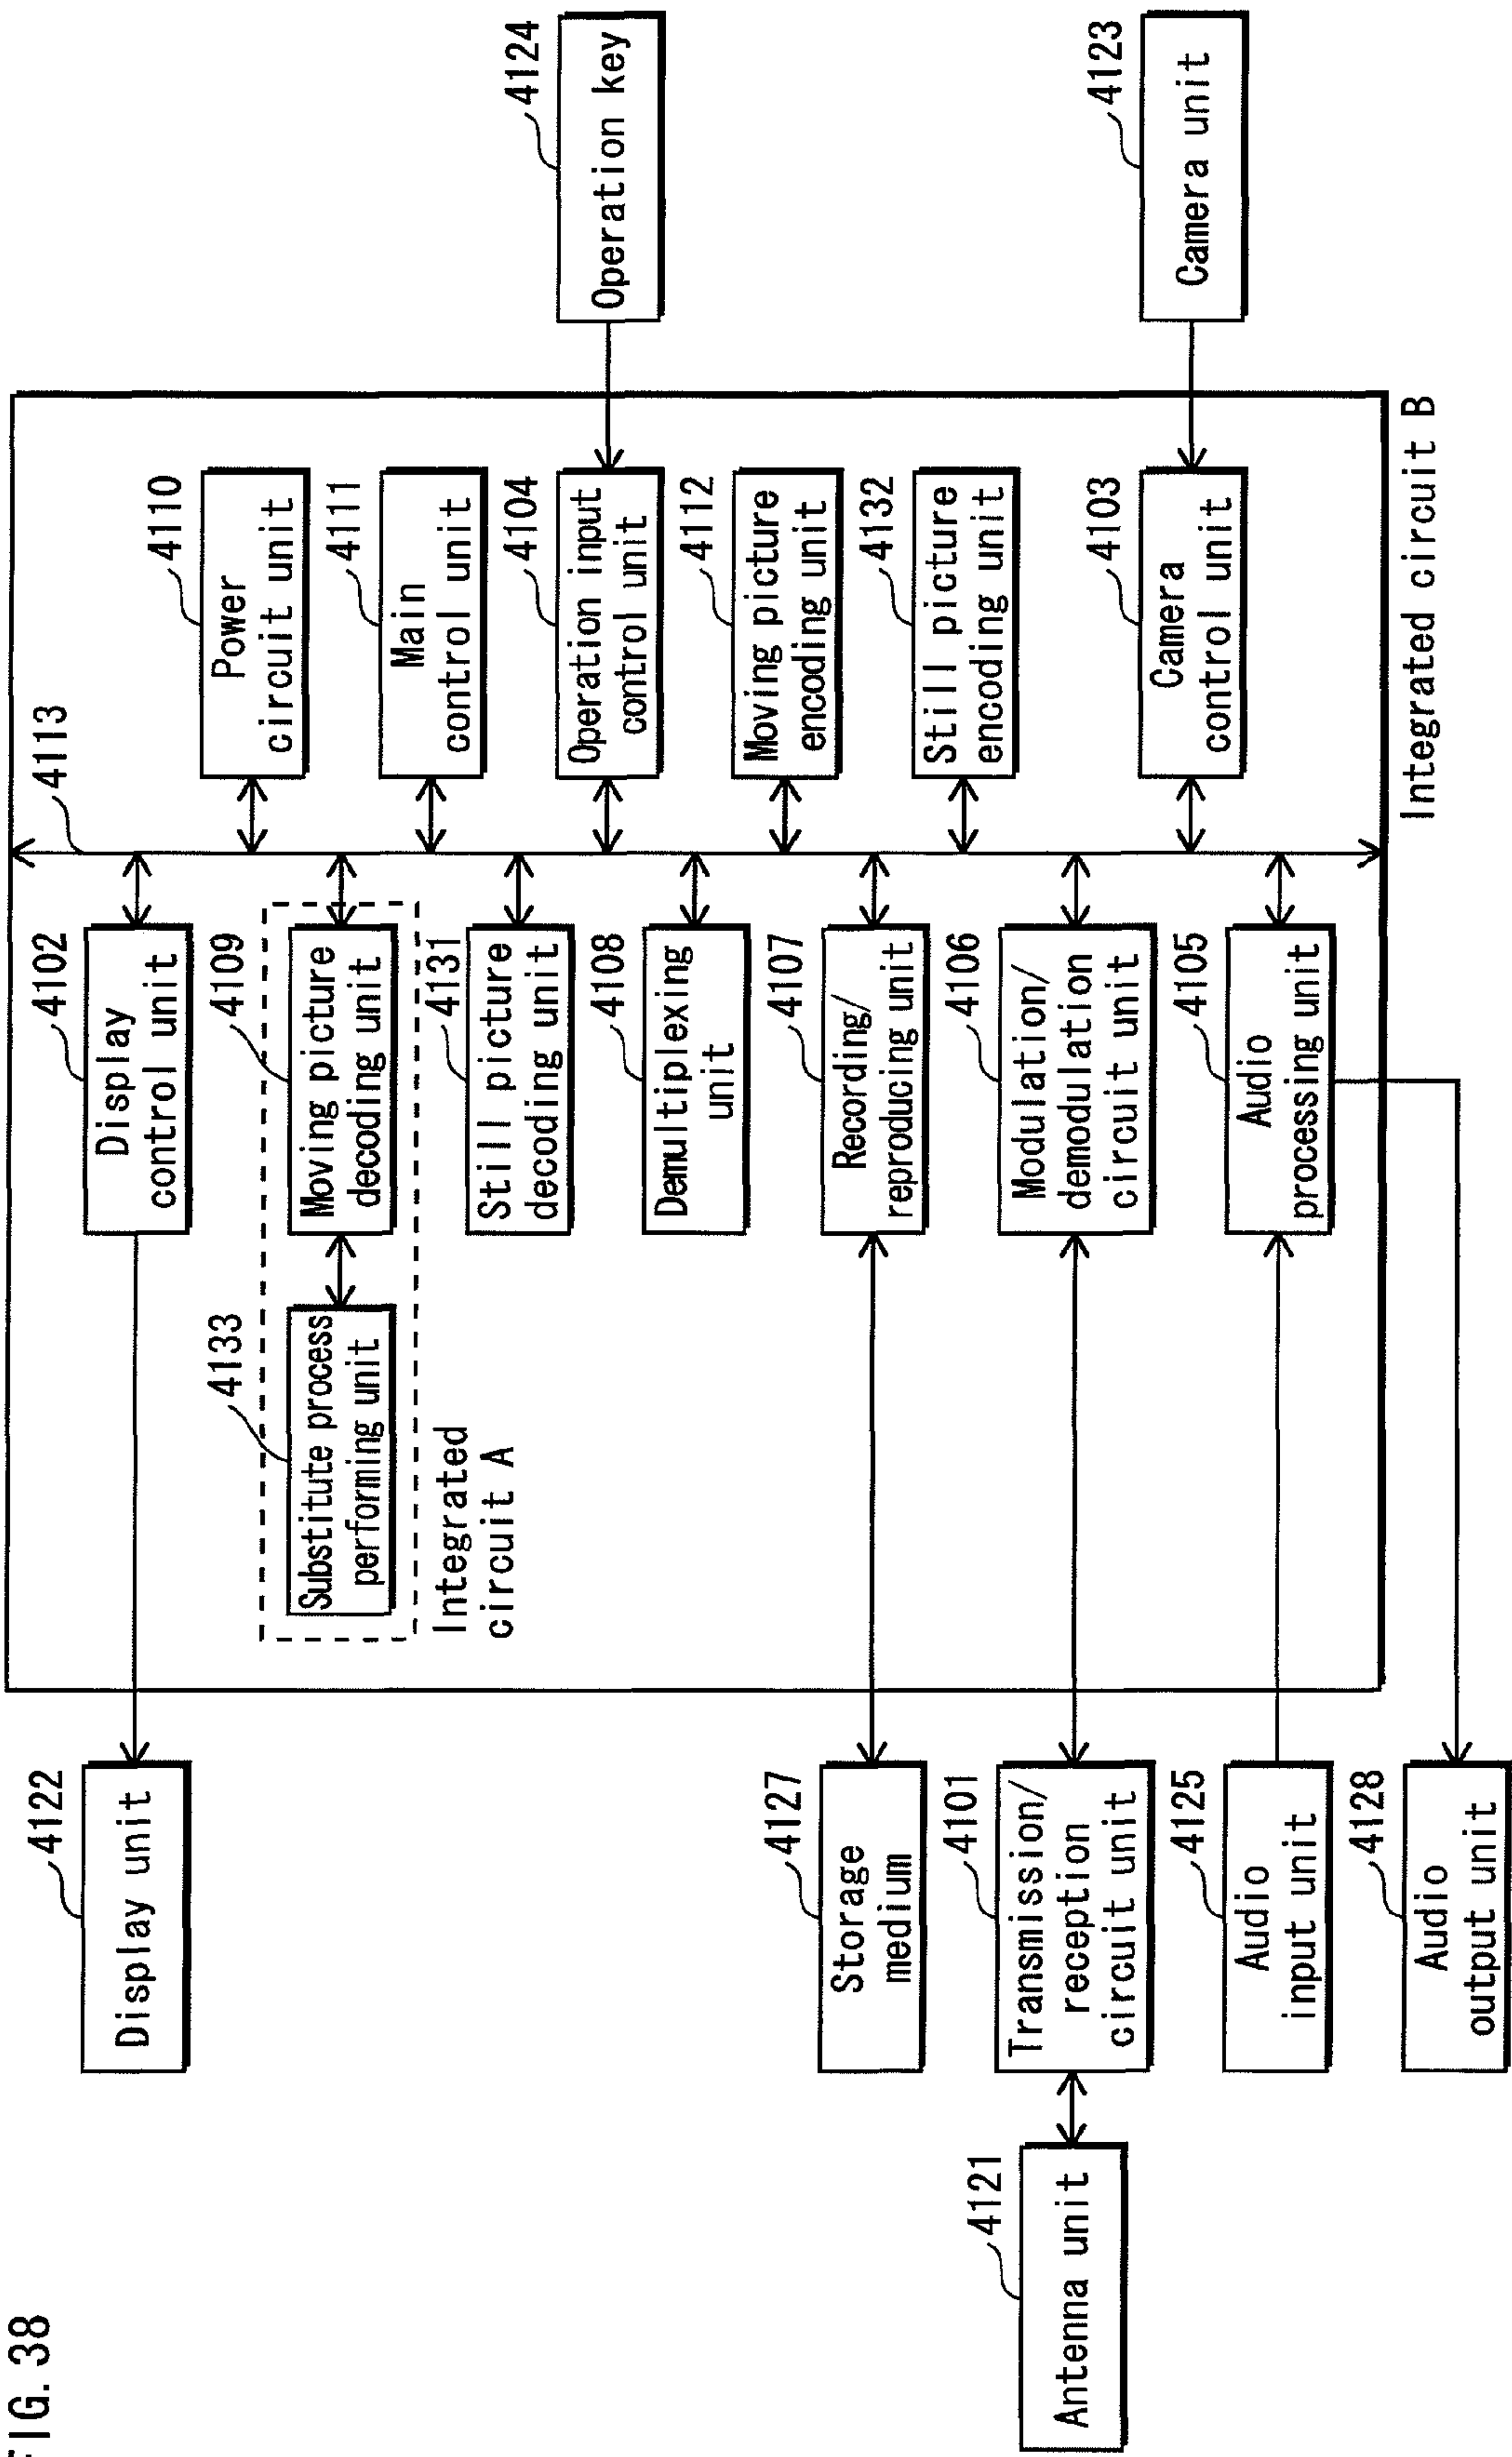 FIG. 38
4121
Antenna unit
4122
Display unit
4127
Storage
medium
4101
Transmission/
reception
circuit unit
4125
Audio
input unit
4128
Audio
output unit
4133
Substitute process
performing unit
Integrated
circuit A
4102
Display
control unit
4109
Moving picture
decoding unit
4131
Still picture
decoding unit
4108
Demultiplexing
unit
4107
Recording/
reproducing unit
4106
Modulation/
demodulation
circuit unit
4105
Audio
processing unit
4113
4110
Power
circuit unit
4111
Main
control unit
4104
Operation input
control unit
4112
Moving picture
encoding unit
4132
Still picture
encoding unit
4103
Camera
control unit
Integrated circuit B
4124
Operation key
4123
Camera unit